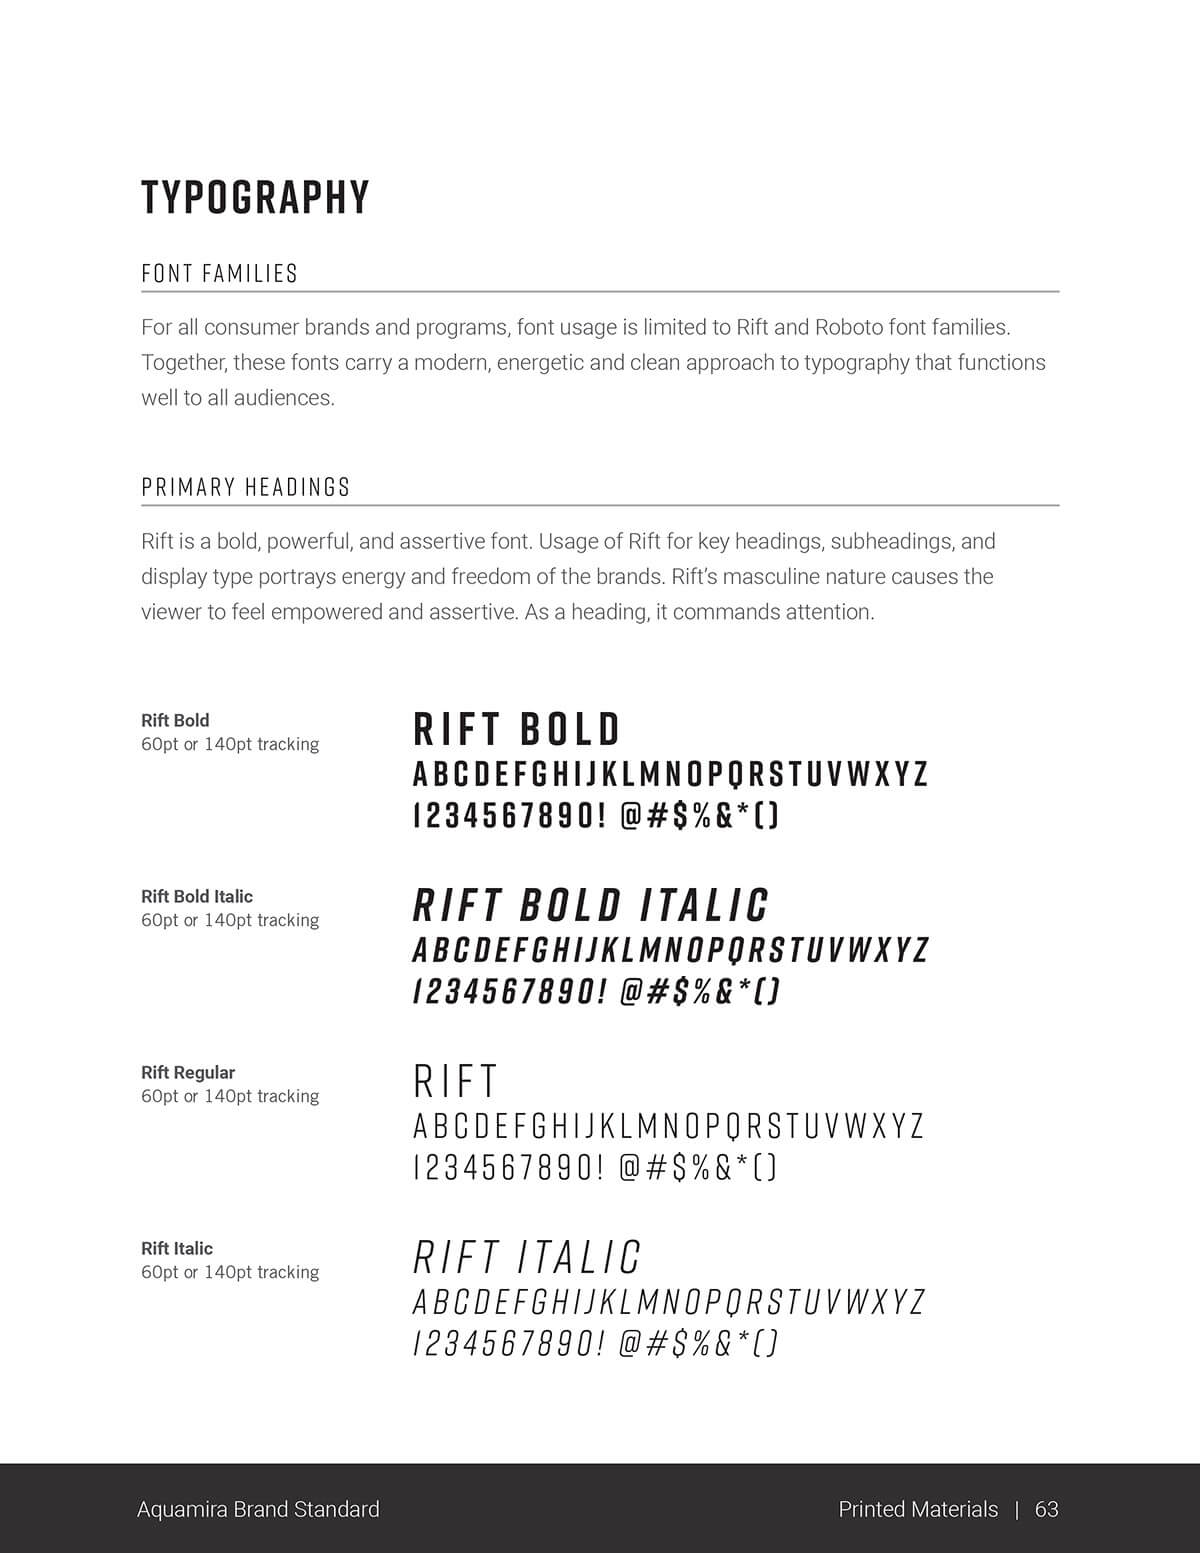 TYPOGRAPHY
FONT FAMILIES
For all consumer brands and programs, font usage is limited to Rift and Roboto font families.
Together, these fonts carry a modern, energetic and clean approach to typography that functions
well to all audiences.
PRIMARY HEADINGS
Rift is a bold, powerful, and assertive font. Usage of Rift for key headings, subheadings, and
display type portrays energy and freedom of the brands. Rift’s masculine nature causes the
viewer to feel empowered and assertive. As a heading, it commands attention.
Rift Bold
60pt or 140pt tracking
RIFT BOLD
ABCDEFGHIJKLMNOPQRSTUVWXYZ
1234567890! @#$%&*()
Rift Bold Italic
60pt or 140pt tracking
RIFT BOLD ITALIC
ABCDEFGHIJKLMNOPQRSTUVWXYZ
1234567890! @#$%&*()
Rift Regular
60pt or 140pt tracking
RIFT
ABCDEFGHIJKLMNOPQRSTUVWXYZ
1234567890! @#$%&*()
Rift Italic
60pt or 140pt tracking
RIFT ITALIC
ABCDEFGHIJKLMNOPQRSTUVWXYZ
1234567890! @#$%&*()
Aquamira Brand Standard
Printed Materials | 63